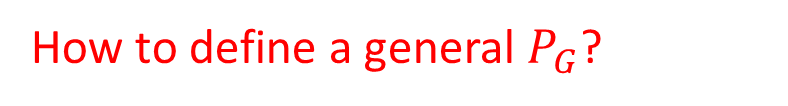 How to define a general $P_G$?